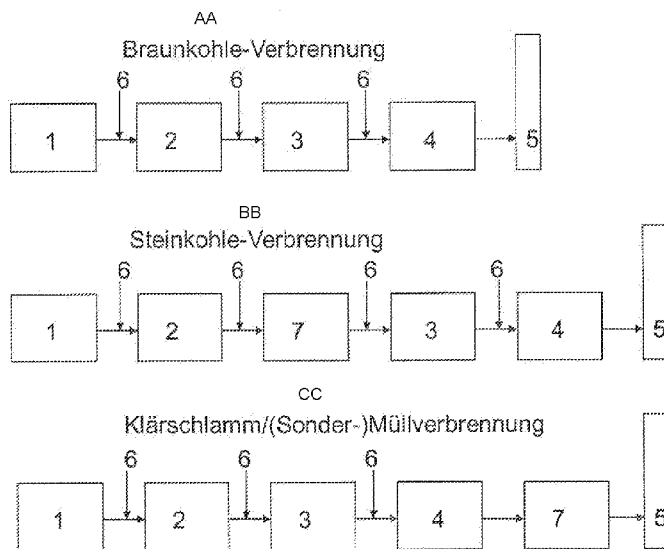 AA
Braunkohle-Verbrennung
6 6 6
1 2 3 4 5
BB
Steinkohle-Verbrennung
6 6 6 6
1 2 7 3 4 5
CC
Klärschlamm/(Sonder-)Müllverbrennung
6 6 6
1 2 3 4 7 5